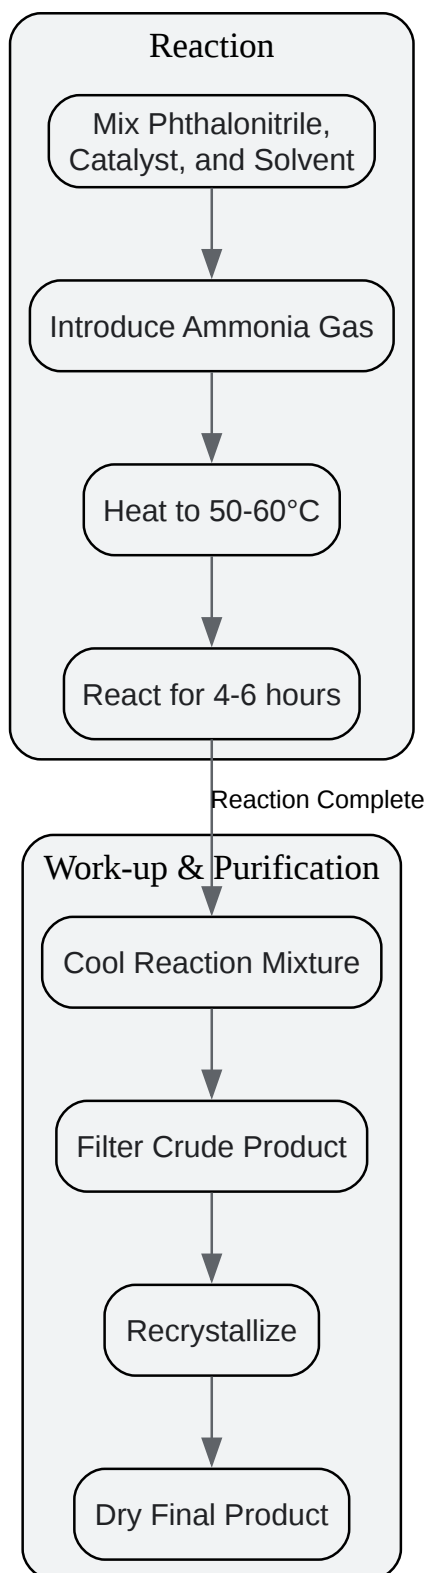 Reaction
Mix Phthalonitrile,
Catalyst, and Solvent
Introduce Ammonia Gas
Heat to 50-60°C
React for 4-6 hours
Reaction Complete
Work-up & Purification
Cool Reaction Mixture
Filter Crude Product
Recrystallize
Dry Final Product